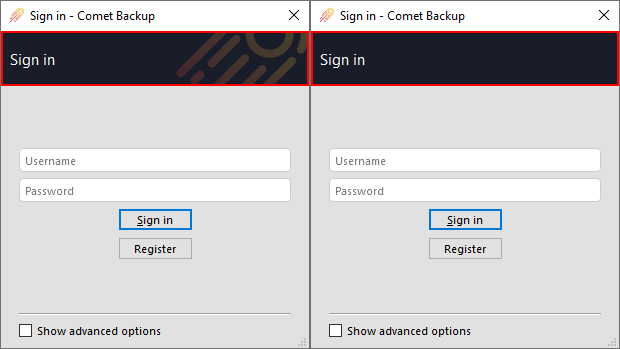 Sign in - Comet Backup
Sign in
Username
Password
Sign in
Register
Show advanced options
Sign in - Comet Backup
Sign in
Username
Password
Sign in
Register
Show advanced options